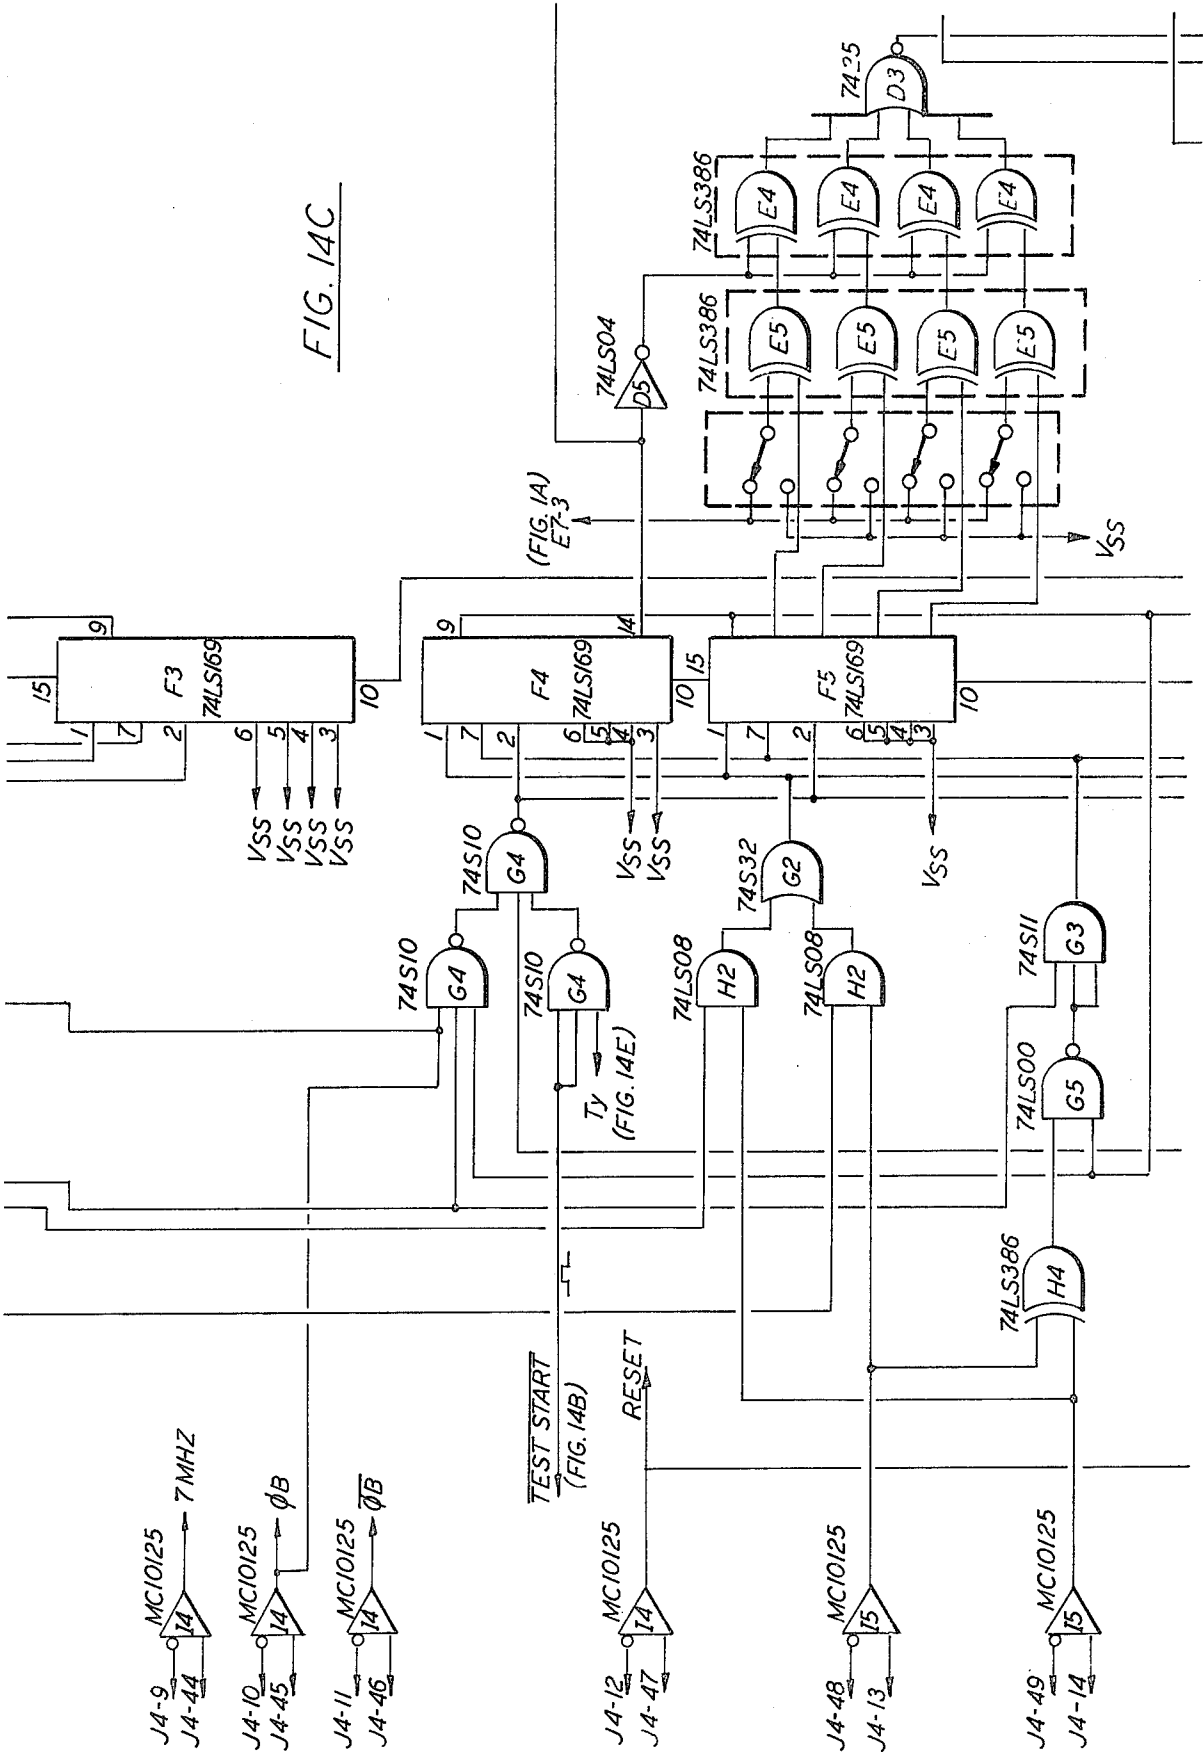 FIG. 14C
J4-9
J4-44
MC10125
I4
7 MHZ
J4-10
J4-45
MC10125
I4
ϕB
J4-11
J4-46
MC10125
I4
ϕB
J4-12
J4-47
MC10125
I4
RESET
J4-48
J4-13
MC10125
I5
J4-49
J4-14
MC10125
I5
TEST START
(FIG. 14B)
Ty
(FIG. 14E)
74LS386
H4
74LS00
G5
74S11
G3
74S10
G4
74S10
G4
74S10
G4
74LS08
H2
74LS08
H2
74S32
G2
VSS
VSS
VSS
VSS
VSS
VSS
VSS
15
1
7
2
6
5
4
3
9
10
F3
74LS169
1
7
2
6
5
4
3
9
14
10
F4
74LS169
15
1
7
2
6
5
4
3
10
F5
74LS169
(FIG. 1A)
E7-3
VSS
74LS04
D5
74LS386
E5
E5
E5
E5
74LS386
E4
E4
E4
E4
D3